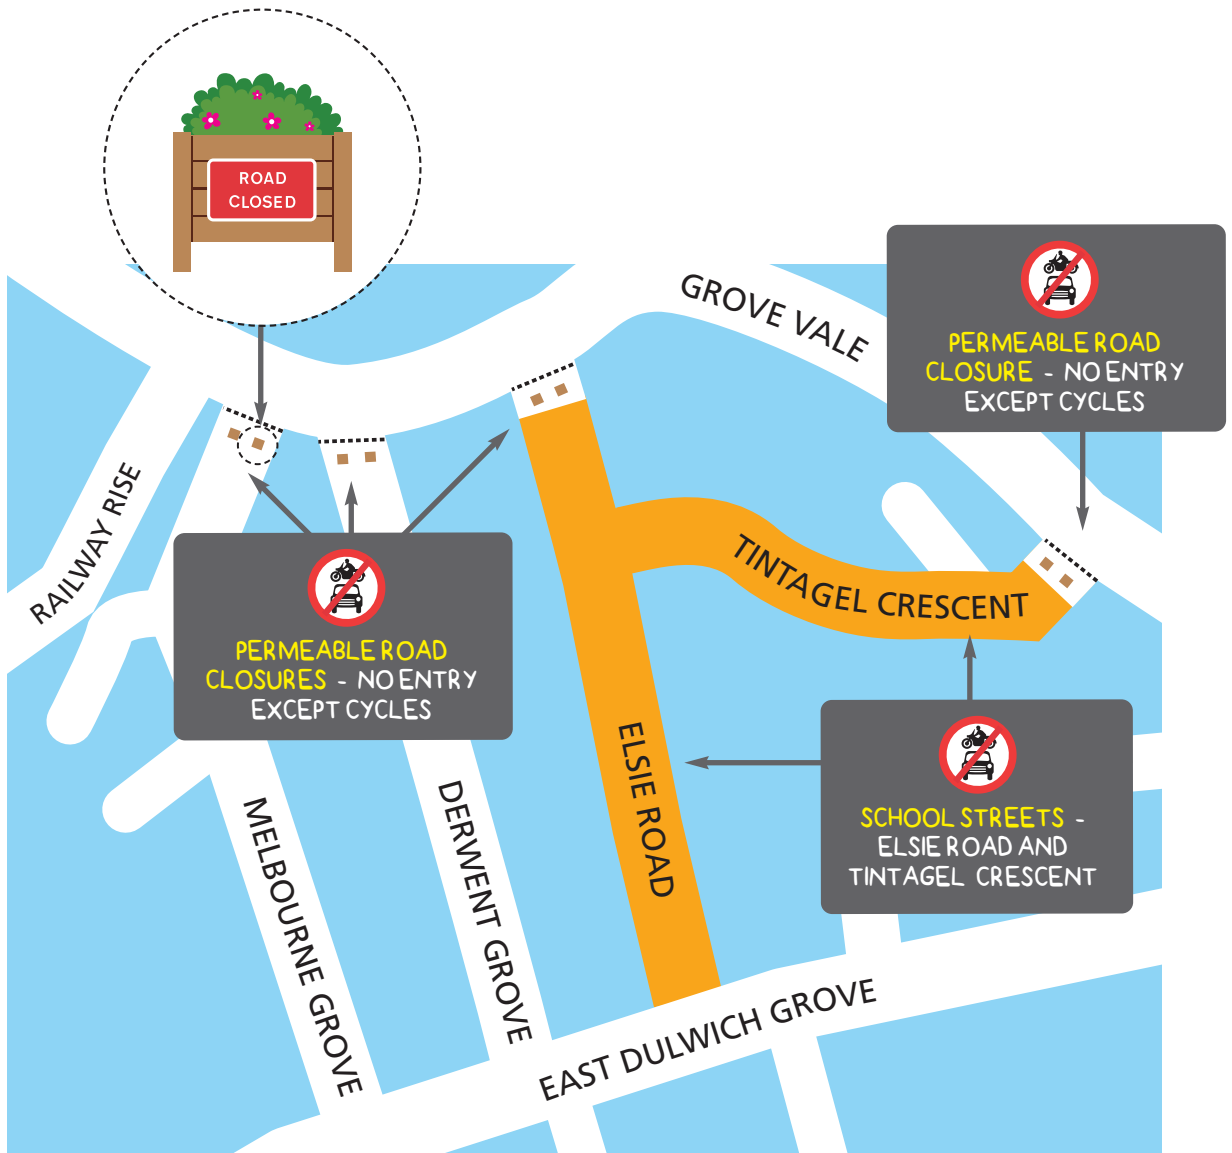 ROAD
CLOSED
GROVE VALE
PERMEABLE ROAD
CLOSURE - NO ENTRY
EXCEPT CYCLES
RAILWAY RISE
TINTAGEL CRESCENT
PERMEABLE ROAD
CLOSURES - NO ENTRY
EXCEPT CYCLES
ELSIE ROAD
SCHOOL STREETS -
ELSIE ROAD AND
TINTAGEL CRESCENT
MELBOURNE GROVE
DERWENT GROVE
EAST DULWICH GROVE